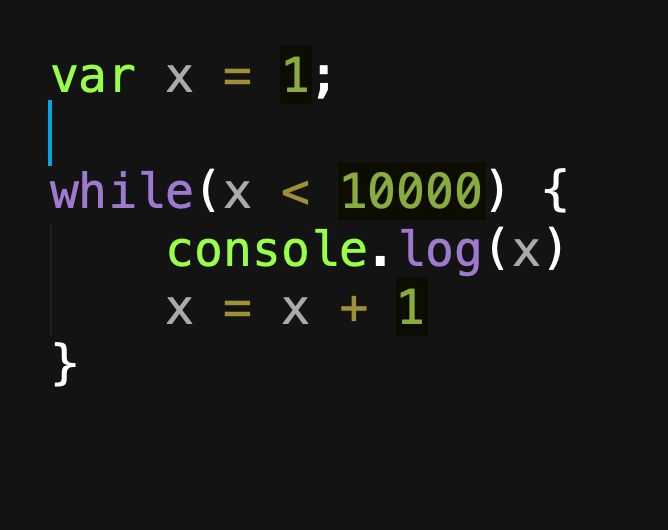 var x = 1;

while(x < 10000) {
    console.log(x)
    x = x + 1
}